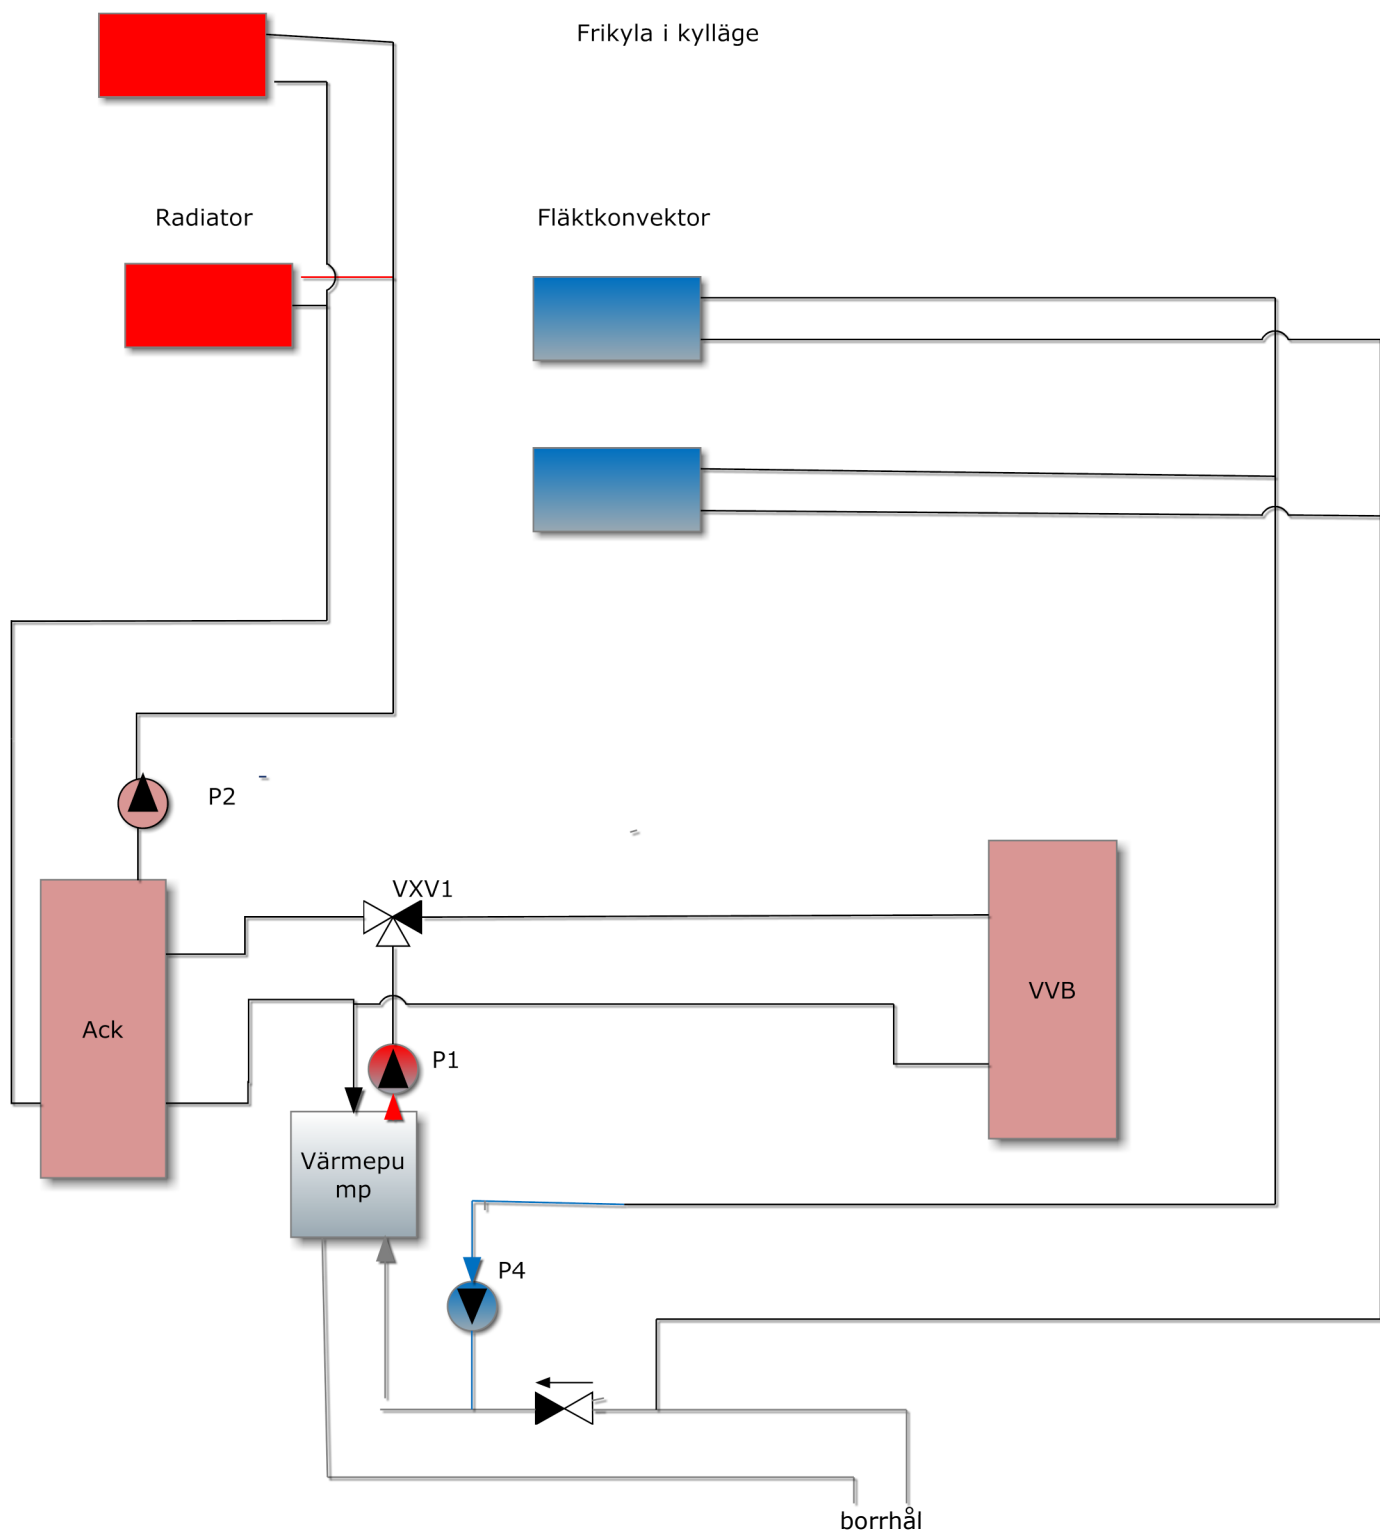 Frikyla i kylläge
Radiator
Fläktkonvektor
P2
VXV1
VVB
Ack
P1
Värmepu
mp
P4
borrhål